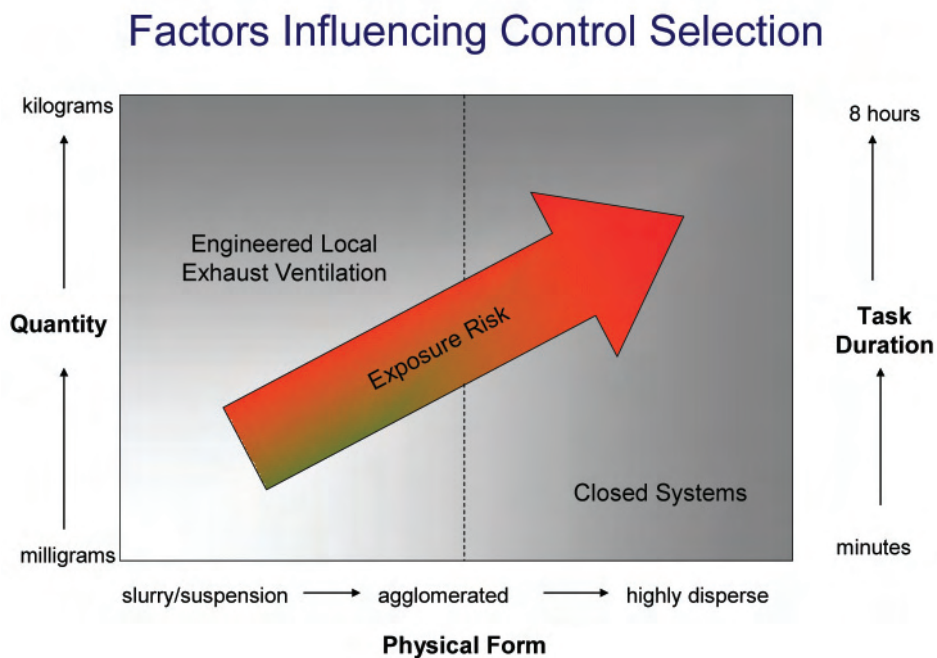 Factors Influencing Control Selection
kilograms
8 hours
Engineered Local
Exhaust Ventilation
Quantity
Exposure Risk
Task
Duration
Closed Systems
milligrams
minutes
slurry/suspension
agglomerated
highly disperse
Physical Form